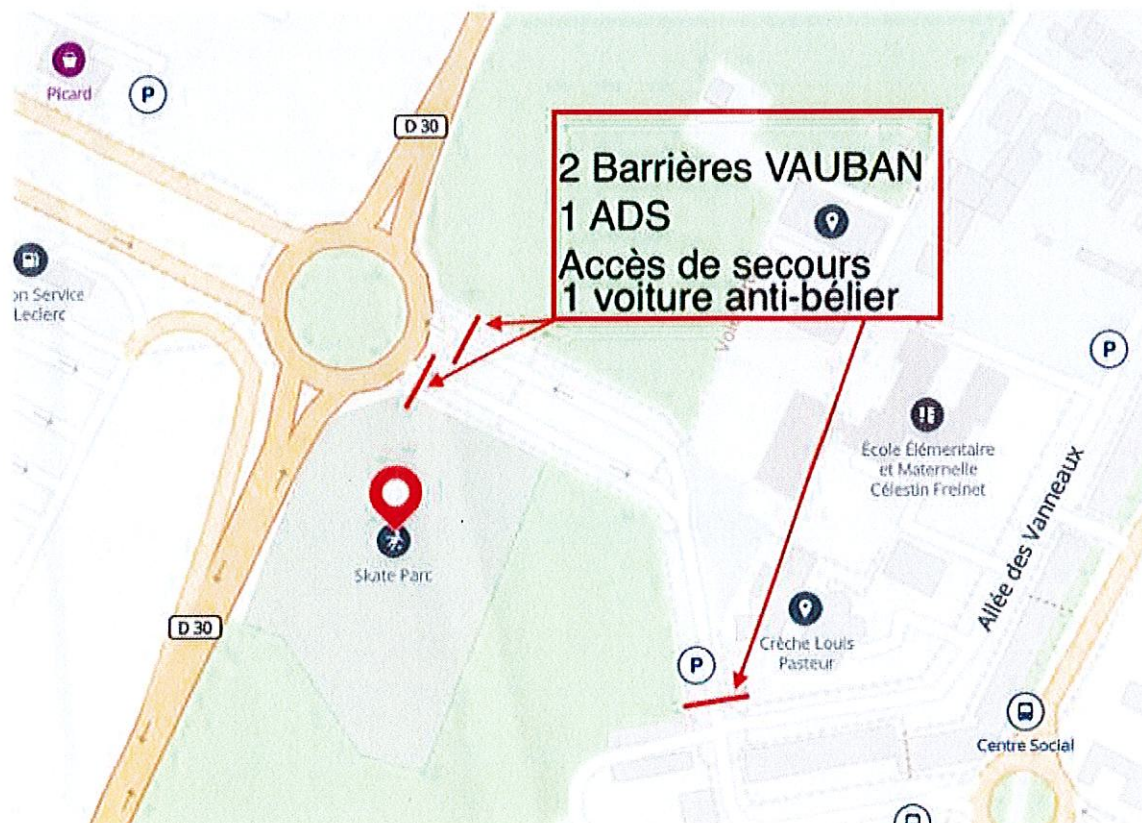 Picard
P
D 30
2 Barrières VAUBAN
1 ADS
Accès de secours
1 voiture anti-bélier
on Service
Leclerc
P
École Élémentaire
et Maternelle
Célestin Freinet
Allée des Vanneaux
Skate Parc
D 30
Crèche Louis
Pasteur
P
Centre Social